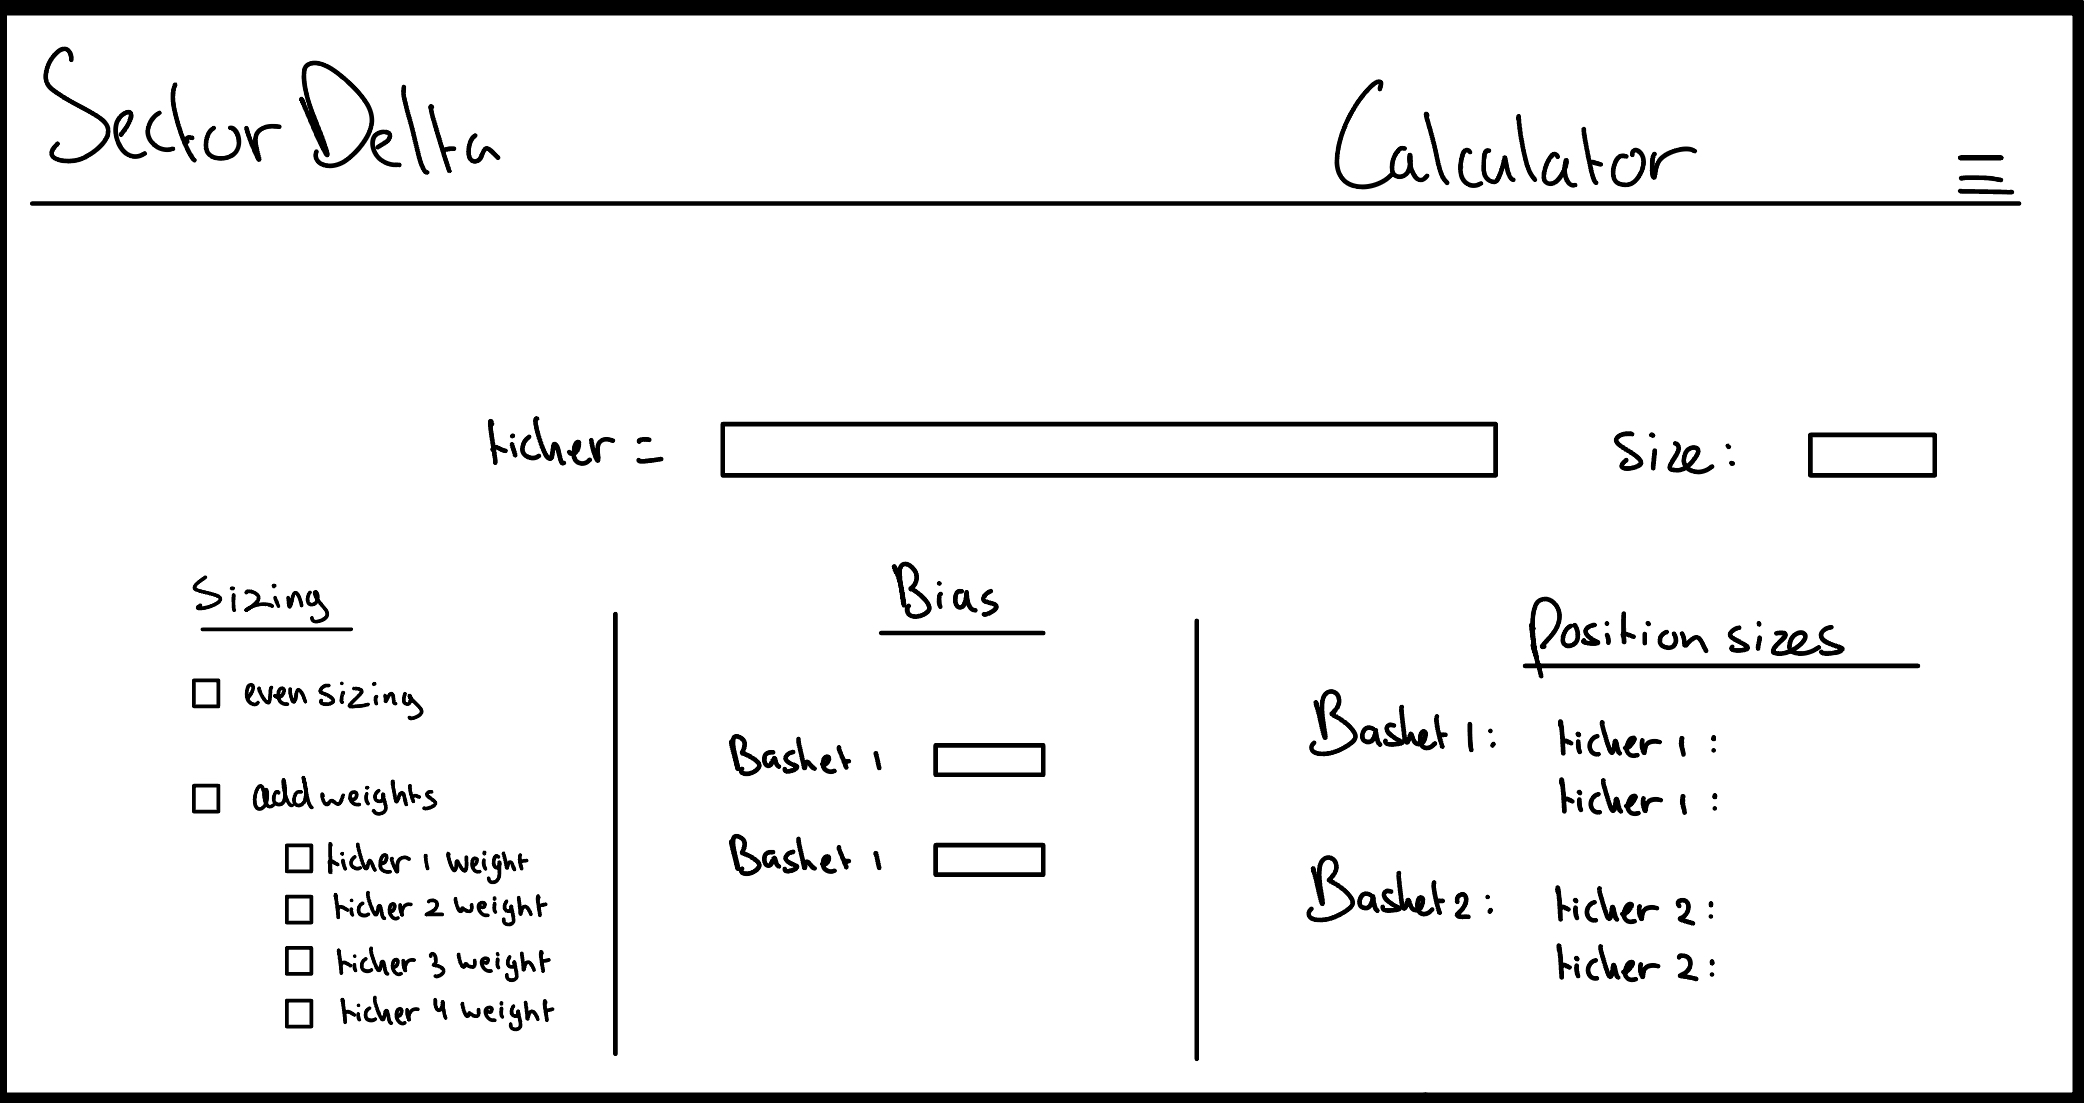 Sector Delta
Calculator
ticker =
Size:
Sizing
even sizing
add weights
ticker 1 weight
ticker 2 weight
ticker 3 weight
ticker 4 weight
Bias
Basket 1
Basket 1
Position sizes
Basket 1: ticker 1:
ticker 1:
Basket 2: ticker 2:
ticker 2: